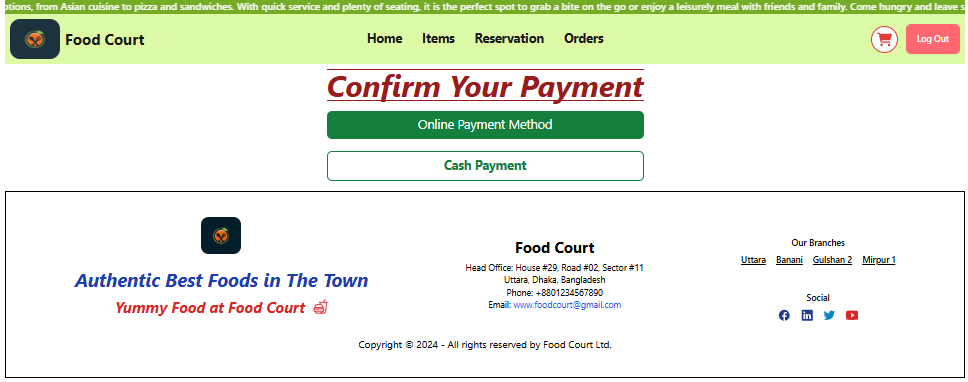 ptions, from Asian cuisine to pizza and sandwiches. With quick service and plenty of seating, it is the perfect spot to grab a bite on the go or enjoy a leisurely meal with friends and family. Come hungry and leave s
Food Court
Home Items Reservation Orders
Log Out
Confirm Your Payment
Online Payment Method
Cash Payment
Authentic Best Foods in The Town
Yummy Food at Food Court
Food Court
Head Office: House #29, Road #02, Sector #11
Uttara, Dhaka, Bangladesh
Phone: +8801234567890
Email: www.foodcourt@gmail.com
Our Branches
Uttara Banani Gulshan 2 Mirpur 1
Social
Copyright © 2024 - All rights reserved by Food Court Ltd.